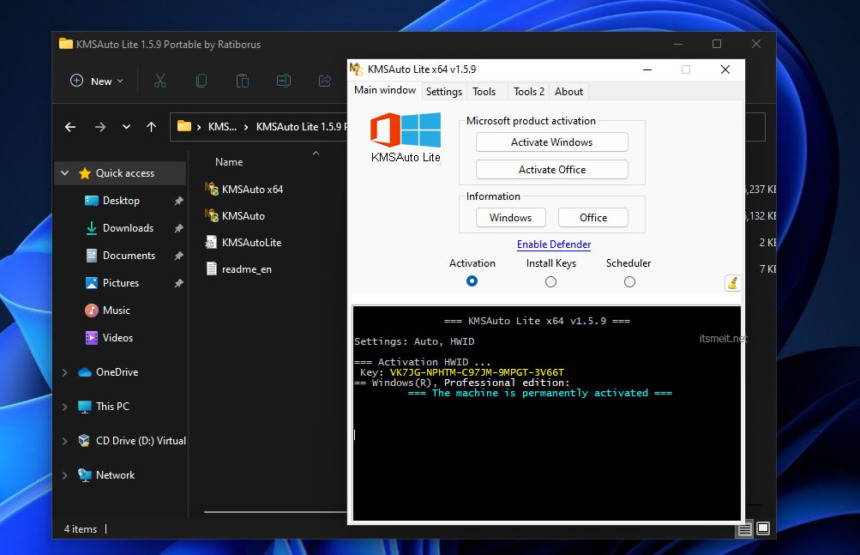 KMSAuto Lite 1.5.9 Portable by Ratiborus
New
KMS... > KMSAuto Lite 1.5.9 P
Quick access
Desktop
Downloads
Documents
Pictures
Music
Videos
OneDrive
This PC
CD Drive (D:) Virtual
Network
Name
KMSAuto x64
KMSAuto
KMSAutoLite
readme_en
,237 KB
,132 KB
2 KB
7 KB
4 items
KMSAuto Lite x64 v1.5.9
Main window Settings Tools Tools 2 About
KMSAuto Lite
Microsoft product activation
Activate Windows
Activate Office
Information
Windows Office
Enable Defender
Activation Install Keys Scheduler
=== KMSAuto Lite x64 v1.5.9 ===
Settings: Auto, HWID
=== Activation HWID ...
Key: VK7JG-NPHTM-C97JM-9MPGT-3V66T
== Windows(R), Professional edition:
=== The machine is permanently activated ===
itsmeit.net